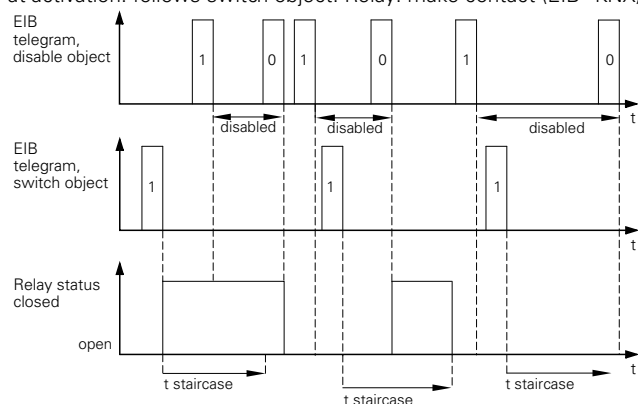 at activation: follows switch object. Relay: make contact (EIB - KNX)
EIB
telegram,
disable object
1
0
1
0
1
0
t
disabled
disabled
disabled
EIB
telegram,
switch object
1
1
1
t
Relay status
closed
open
t
t staircase
t staircase
t staircase